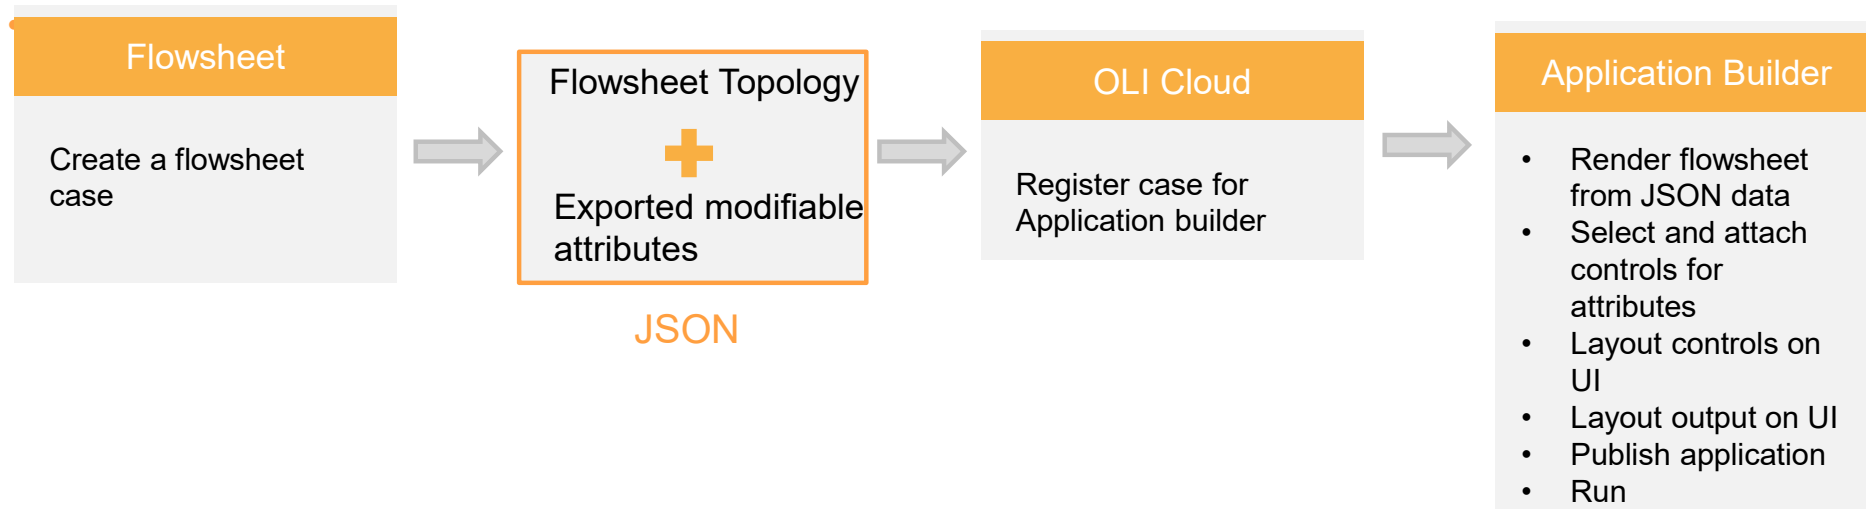 Flowsheet
Create a flowsheet
case
Flowsheet Topology
Exported modifiable
attributes
JSON
OLI Cloud
Register case for
Application builder
Application Builder
• Render flowsheet
from JSON data
• Select and attach
controls for
attributes
• Layout controls on
UI
• Layout output on UI
• Publish application
• Run